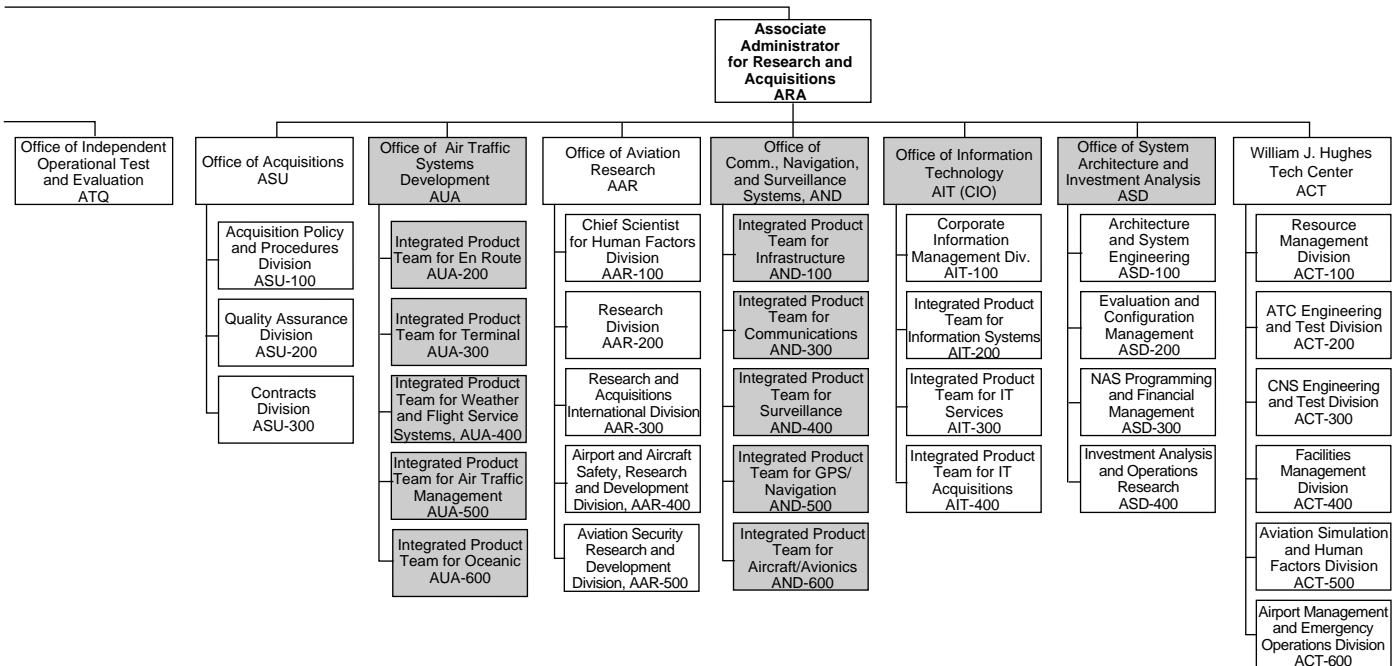 Associate
Administrator
for Research and
Acquisitions
ARA
Office of Independent
Operational Test
and Evaluation
ATQ
Office of Acquisitions
ASU
Office of Air Traffic
Systems
Development
AUA
Office of Aviation
Research
AAR
Office of
Comm., Navigation,
and Surveillance
Systems, AND
Office of Information
Technology
AIT (CIO)
Office of System
Architecture and
Investment Analysis
ASD
William J. Hughes
Tech Center
ACT
Acquisition Policy
and Procedures
Division
ASU-100
Quality Assurance
Division
ASU-200
Contracts
Division
ASU-300
Integrated Product
Team for En Route
AUA-200
Integrated Product
Team for Terminal
AUA-300
Integrated Product
Team for Weather
and Flight Service
Systems, AUA-400
Integrated Product
Team for Air Traffic
Management
AUA-500
Integrated Product
Team for Oceanic
AUA-600
Chief Scientist
for Human Factors
Division
AAR-100
Research
Division
AAR-200
Research and
Acquisitions
International Division
AAR-300
Airport and Aircraft
Safety, Research
and Development
Division, AAR-400
Aviation Security
Research and
Development
Division, AAR-500
Integrated Product
Team for
Infrastructure
AND-100
Integrated Product
Team for
Communications
AND-300
Integrated Product
Team for
Surveillance
AND-400
Integrated Product
Team for GPS/
Navigation
AND-500
Integrated Product
Team for
Aircraft/Avionics
AND-600
Corporate
Information
Management Div.
AIT-100
Integrated Product
Team for
Information Systems
AIT-200
Integrated Product
Team for IT
Services
AIT-300
Integrated Product
Team for IT
Acquisitions
AIT-400
Architecture
and System
Engineering
ASD-100
Evaluation and
Configuration
Management
ASD-200
NAS Programming
and Financial
Management
ASD-300
Investment Analysis
and Operations
Research
ASD-400
Resource
Management
Division
ACT-100
ATC Engineering
and Test Division
ACT-200
CNS Engineering
and Test Division
ACT-300
Facilities
Management
Division
ACT-400
Aviation Simulation
and Human
Factors Division
ACT-500
Airport Management
and Emergency
Operations Division
ACT-600